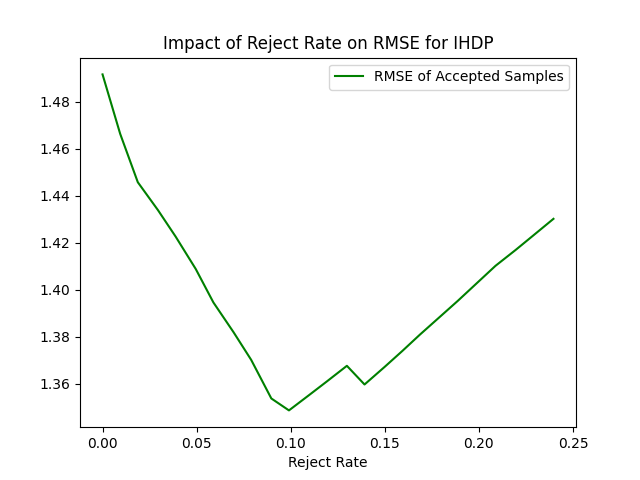 Impact of Reject Rate on RMSE for IHDP
RMSE of Accepted Samples
1.48
1.46
1.44
1.42
1.40
1.38
1.36
0.00 0.05 0.10 0.15 0.20 0.25
Reject Rate